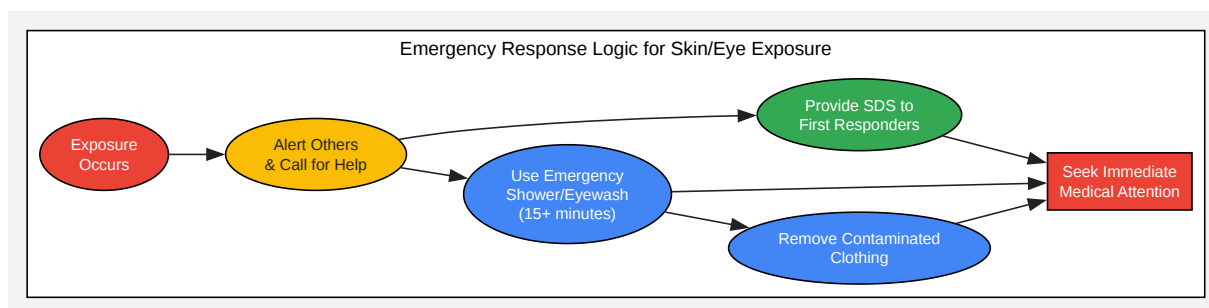 Emergency Response Logic for Skin/Eye Exposure
Exposure
Occurs
Alert Others
& Call for Help
Use Emergency
Shower/Eyewash
(15+ minutes)
Provide SDS to
First Responders
Remove Contaminated
Clothing
Seek Immediate
Medical Attention